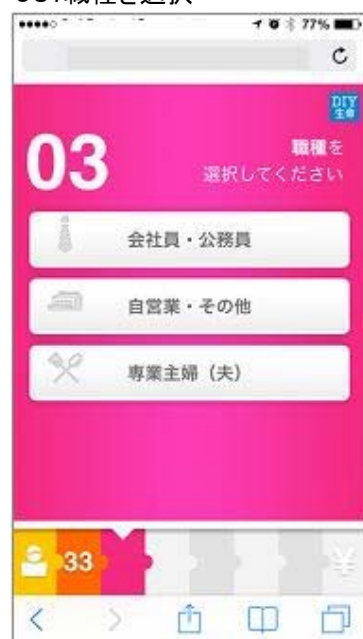 職種を選択
77%
DIY
生命
03
職種を
選択してください
会社員・公務員
自営業・その他
専業主婦（夫）
33
¥